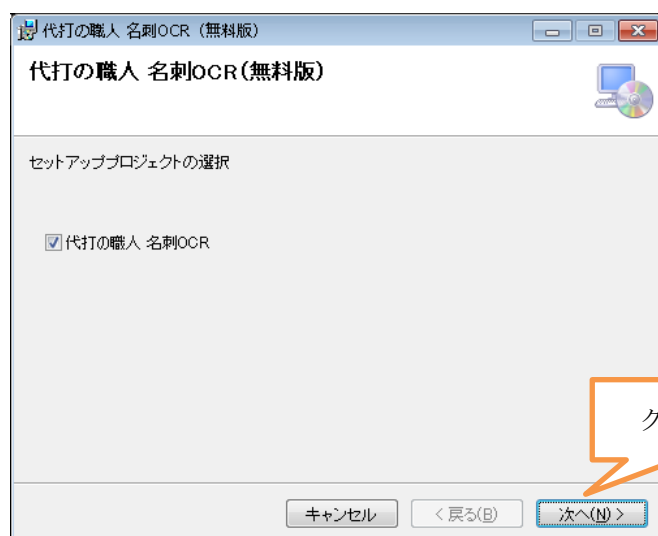 代打の職人 名刺OCR (無料版)
代打の職人 名刺OCR(無料版)
セットアッププロジェクトの選択
代打の職人 名刺OCR
ク
キャンセル
< 戻る(B)
次へ(N) >